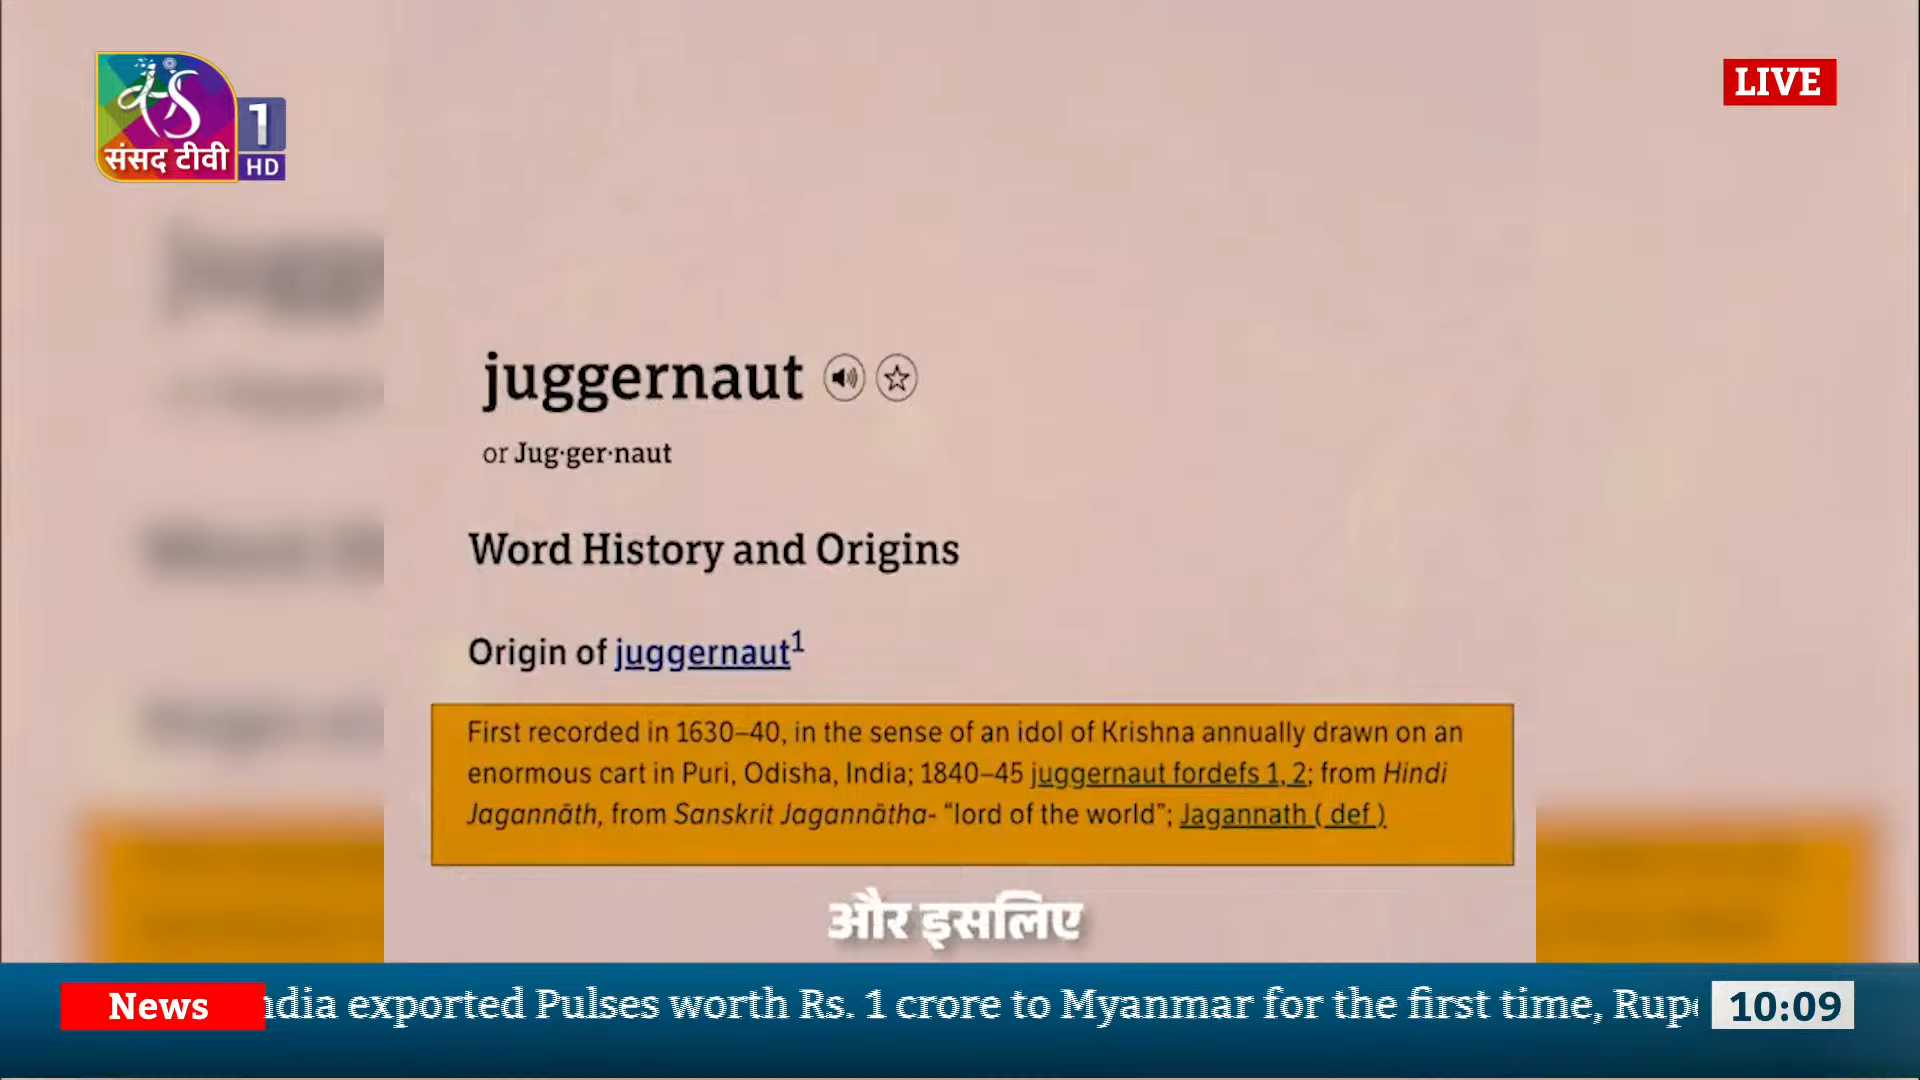 संसद टीवी
1
HD
LIVE
juggernaut
or Jug·ger·naut
Word History and Origins
Origin of juggernaut1
First recorded in 1630–40, in the sense of an idol of Krishna annually drawn on an
enormous cart in Puri, Odisha, India; 1840–45 juggernaut fordefs 1, 2; from Hindi
Jagannāth, from Sanskrit Jagannātha- “lord of the world”; Jagannath ( def ).
और इसलिए
News
exported Pulses worth Rs. 1 crore to Myanmar for the first time,
10:09